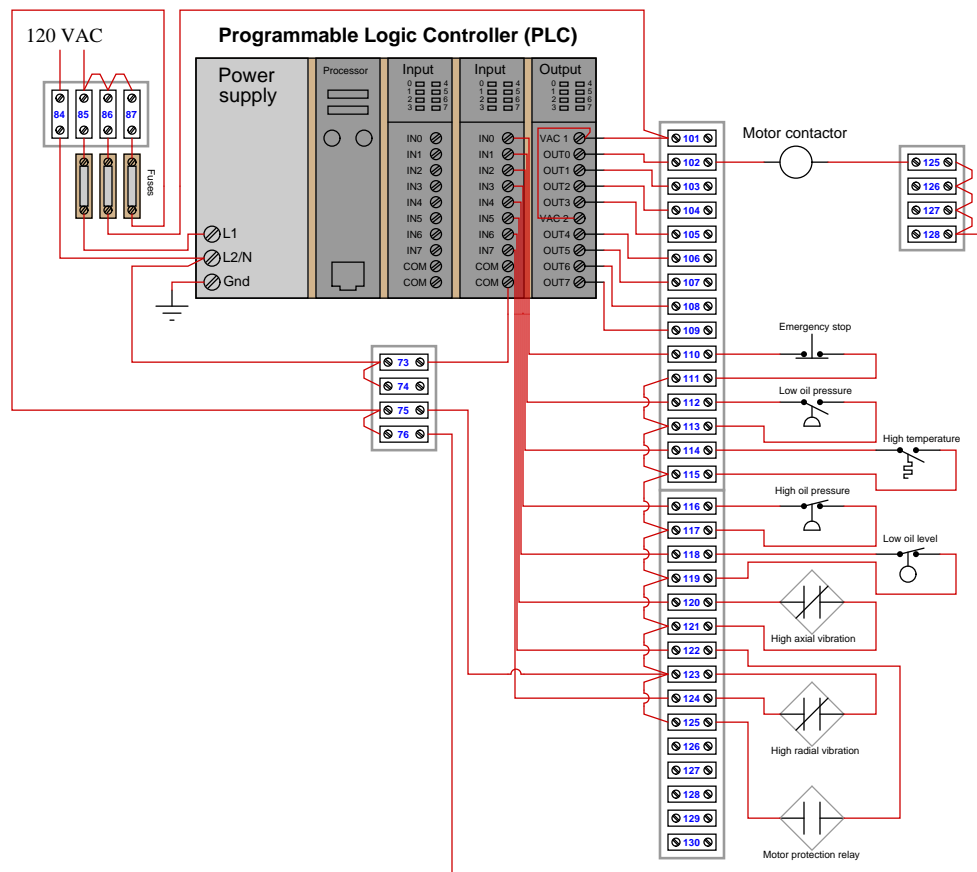 Programmable Logic Controller (PLC)
120 VAC
84 85 86 87
Fuses
Power supply
L1
L2/N
Gnd
Processor
Input
0 4
1 5
2 6
3 7
IN0
IN1
IN2
IN3
IN4
IN5
IN6
IN7
COM
COM
Input
0 4
1 5
2 6
3 7
IN0
IN1
IN2
IN3
IN4
IN5
IN6
IN7
COM
COM
Output
0 4
1 5
2 6
3 7
VAC 1
OUT0
OUT1
OUT2
OUT3
VAC 2
OUT4
OUT5
OUT6
OUT7
73
74
75
76
101
102
103
104
105
106
107
108
109
110
111
112
113
114
115
116
117
118
119
120
121
122
123
124
125
126
127
128
129
130
Motor contactor
125
126
127
128
Emergency stop
Low oil pressure
High temperature
High oil pressure
Low oil level
High axial vibration
High radial vibration
Motor protection relay